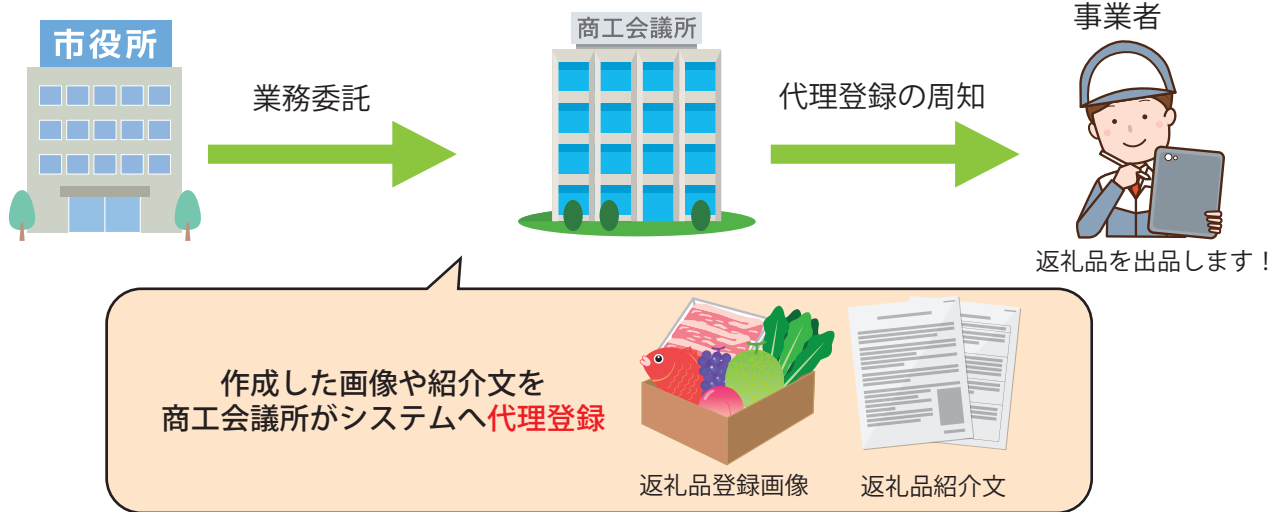 市役所
業務委託
商工会議所
代理登録の周知
事業者
返礼品を出品します！
作成した画像や紹介文を
商工会議所がシステムへ代理登録
返礼品登録画像
返礼品紹介文